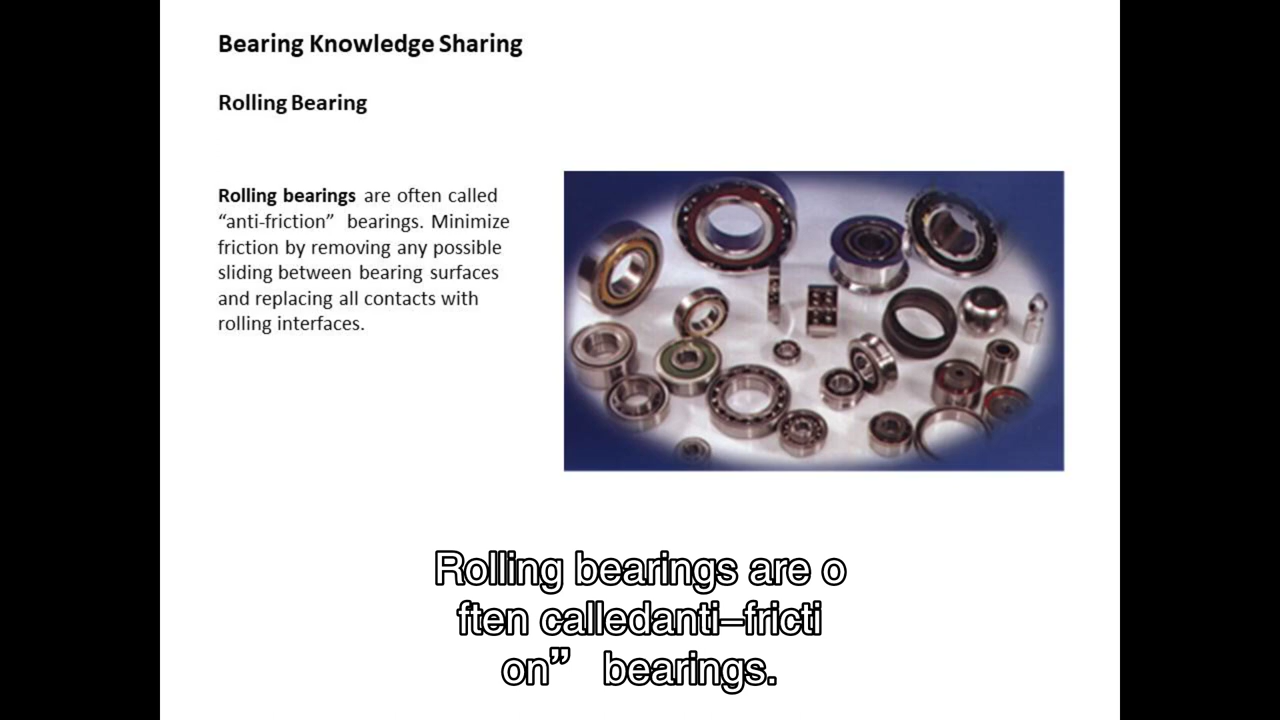 Bearing Knowledge Sharing
Rolling Bearing
Rolling bearings are often called
“anti-friction” bearings. Minimize
friction by removing any possible
sliding between bearing surfaces
and replacing all contacts with
rolling interfaces.
Rolling bearings are o
ften calledanti–fricti
on” bearings.